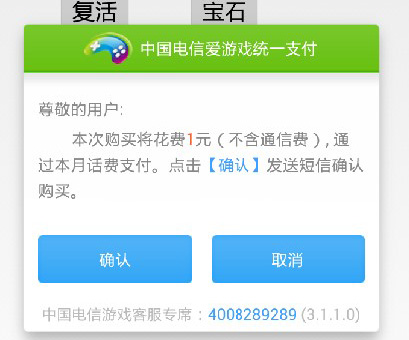 复活 宝石
中国电信爱游戏统一支付
尊敬的用户:
本次购买将花费1元（不含通信费）, 通
过本月话费支付。点击【确认】发送短信确认
购买。
确认 取消
中国电信游戏客服专席：4008289289 (3.1.1.0)